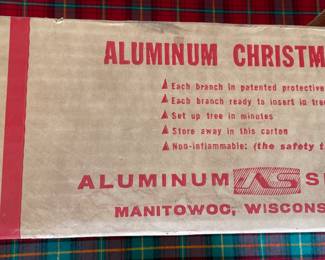 ALUMINUM CHRISTM
Each branch in patented protective
Each branch ready to insert in tre
Set up tree in minutes
Store away in this carton
Non-inflammable: (the safety t
ALUMINUM AS S
MANITOWOC, WISCONS